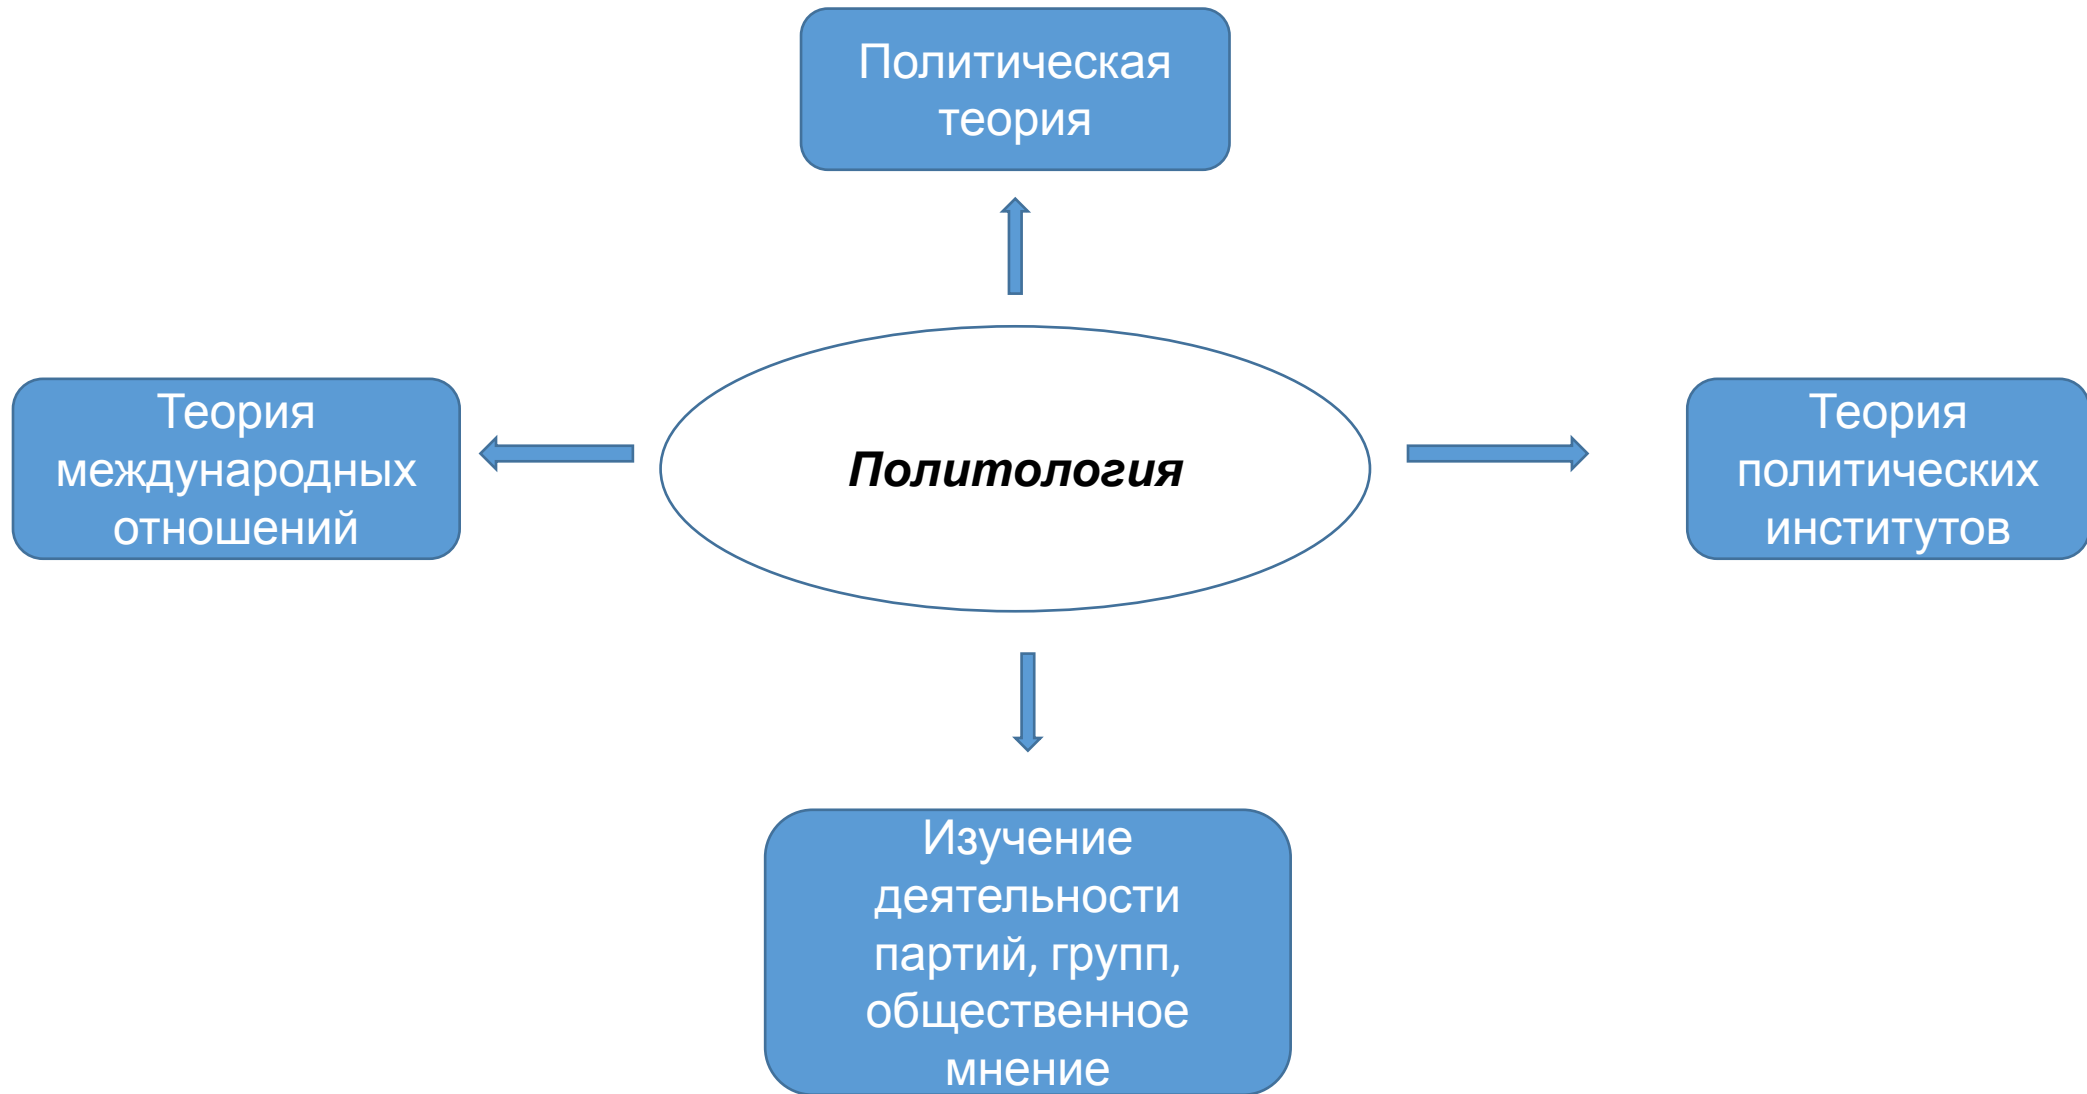 Политическая
теория
Теория
международных
отношений
Политология
Теория
политических
институтов
Изучение
деятельности
партий, групп,
общественное
мнение